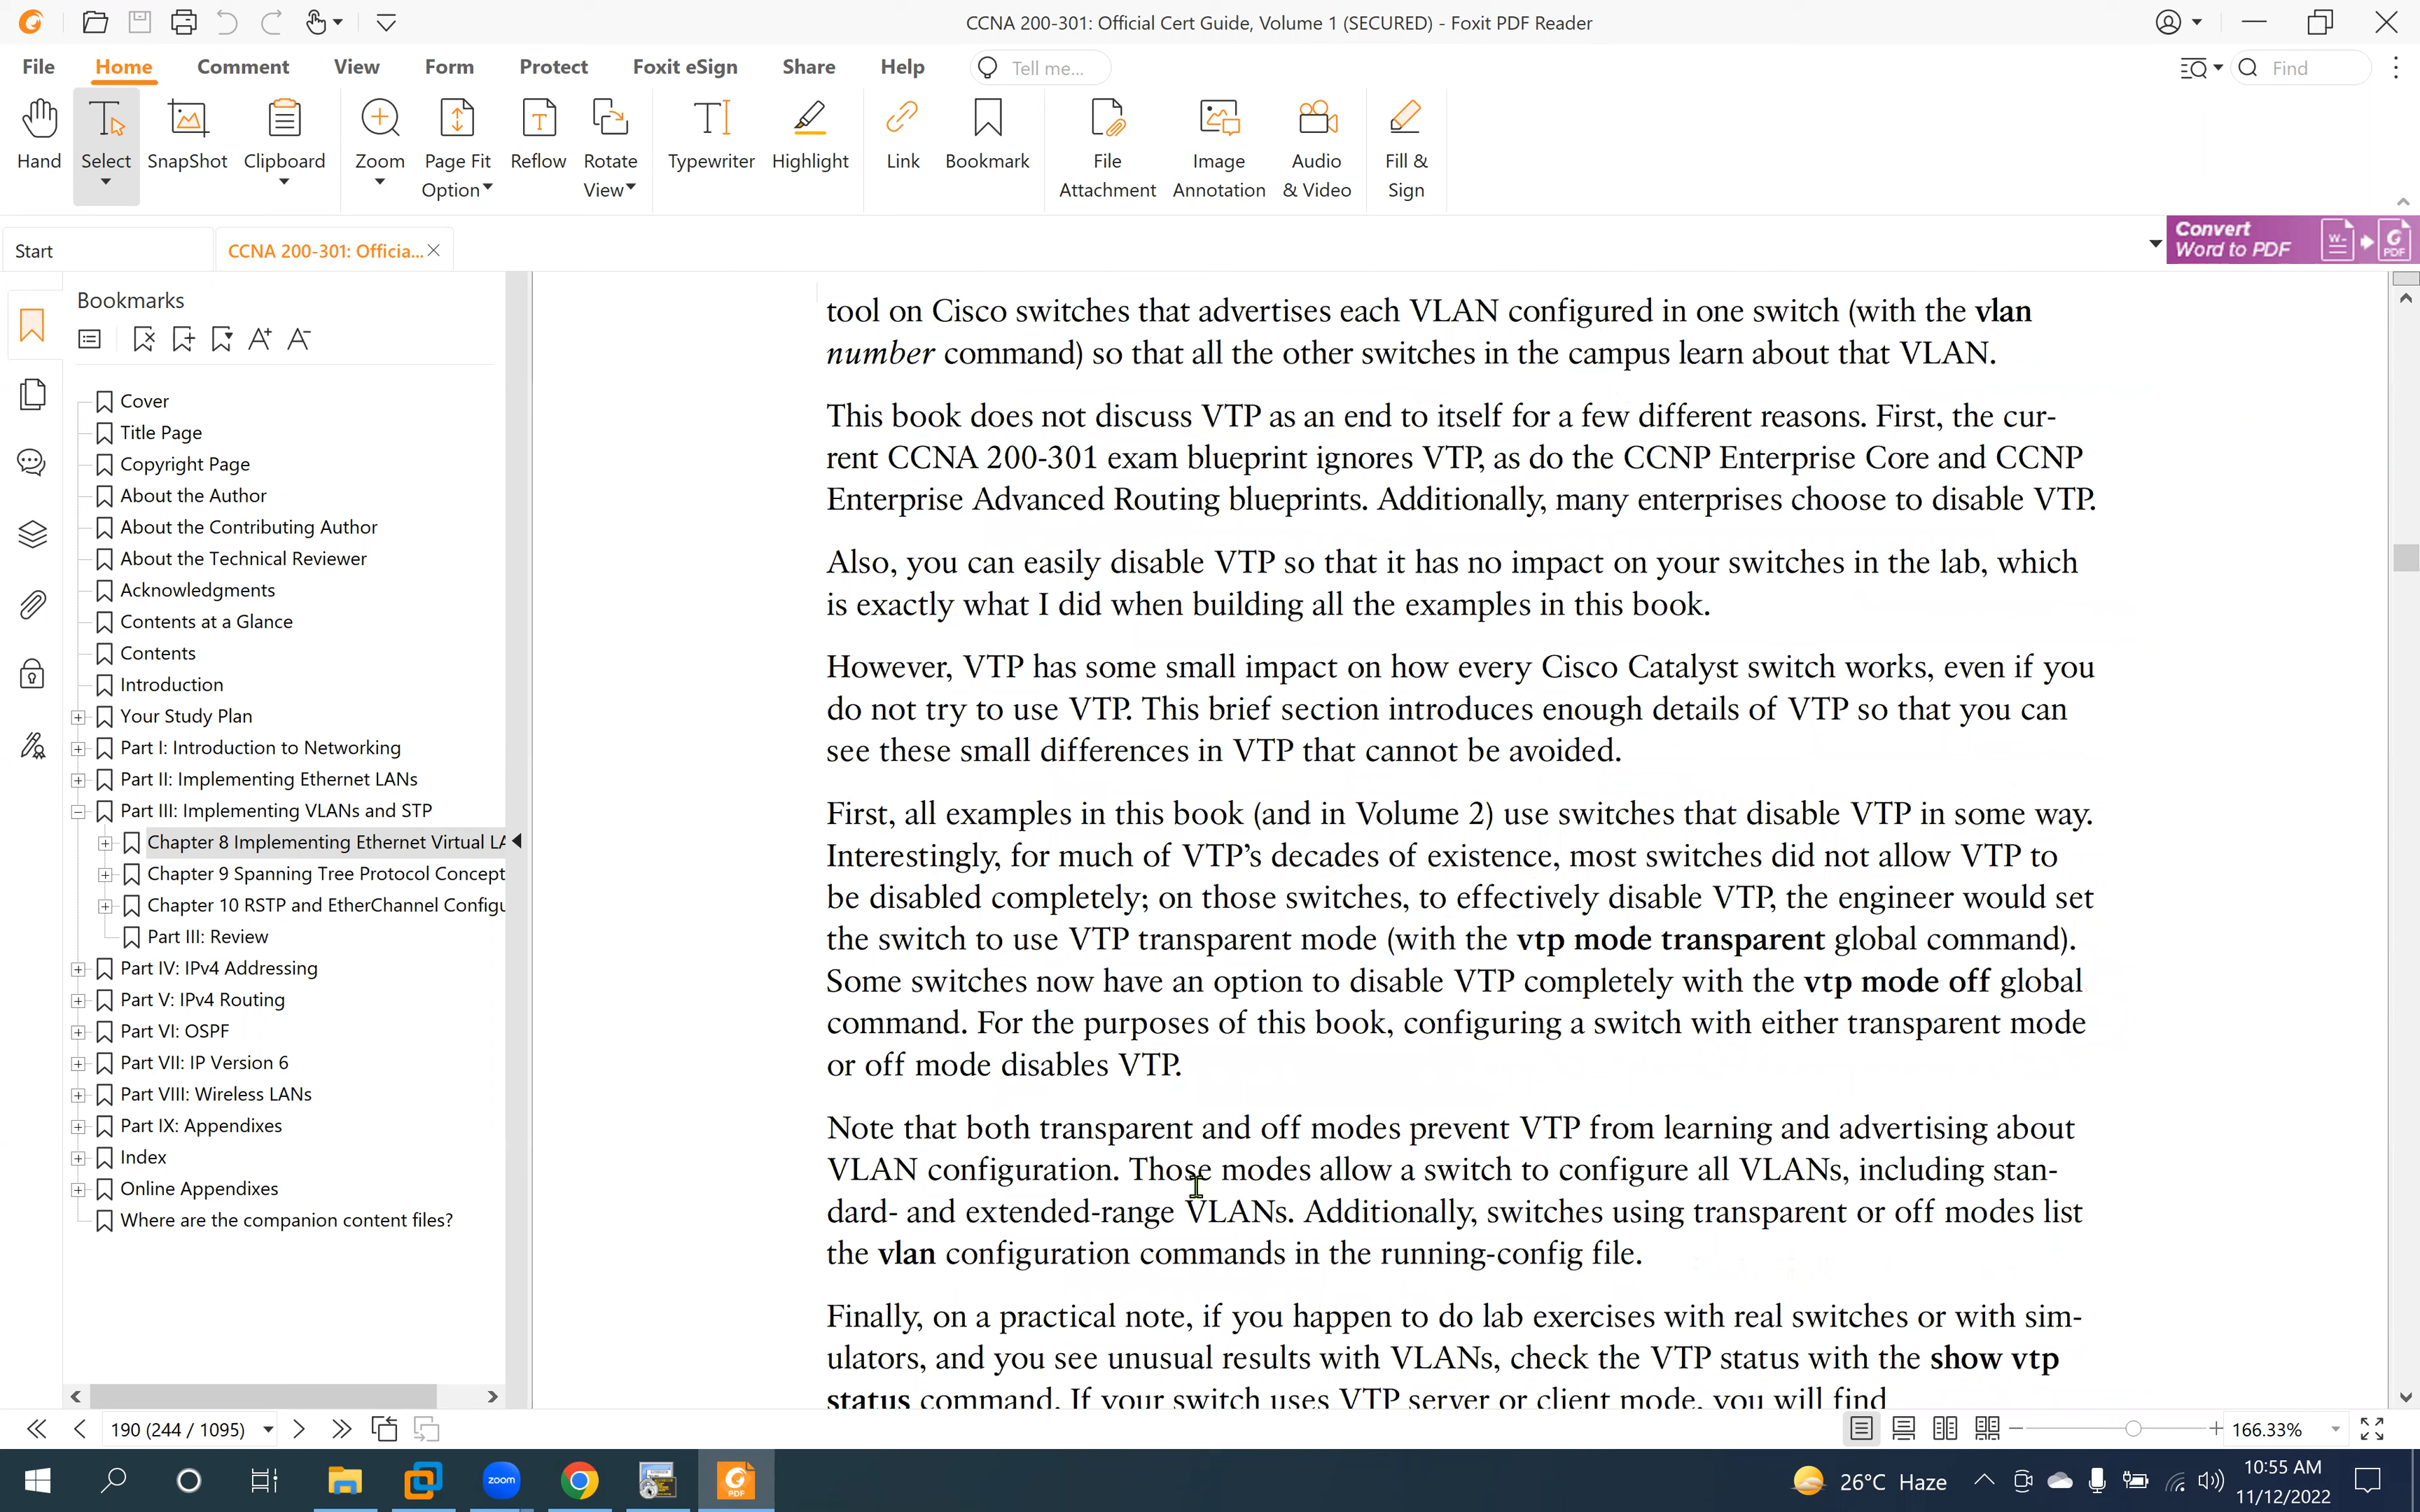 CCNA 200-301: Official Cert Guide, Volume 1 (SECURED) - Foxit PDF Reader
File Home Comment View Form Protect Foxit eSign Share Help Tell me... Find
Hand Select SnapShot Clipboard Zoom Page Fit Option Reflow Rotate View Typewriter Highlight Link Bookmark File Attachment Image Annotation Audio & Video Fill & Sign
Start CCNA 200-301: Officia...
Convert
Word to PDF
W
PDF
Bookmarks
Cover
Title Page
Copyright Page
About the Author
About the Contributing Author
About the Technical Reviewer
Acknowledgments
Contents at a Glance
Contents
Introduction
Your Study Plan
Part I: Introduction to Networking
Part II: Implementing Ethernet LANs
Part III: Implementing VLANs and STP
Chapter 8 Implementing Ethernet Virtual LA
Chapter 9 Spanning Tree Protocol Concept
Chapter 10 RSTP and EtherChannel Configu
Part III: Review
Part IV: IPv4 Addressing
Part V: IPv4 Routing
Part VI: OSPF
Part VII: IP Version 6
Part VIII: Wireless LANs
Part IX: Appendixes
Index
Online Appendixes
Where are the companion content files?
tool on Cisco switches that advertises each VLAN configured in one switch (with the vlan
number command) so that all the other switches in the campus learn about that VLAN.
This book does not discuss VTP as an end to itself for a few different reasons. First, the cur-
rent CCNA 200-301 exam blueprint ignores VTP, as do the CCNP Enterprise Core and CCNP
Enterprise Advanced Routing blueprints. Additionally, many enterprises choose to disable VTP.
Also, you can easily disable VTP so that it has no impact on your switches in the lab, which
is exactly what I did when building all the examples in this book.
However, VTP has some small impact on how every Cisco Catalyst switch works, even if you
do not try to use VTP. This brief section introduces enough details of VTP so that you can
see these small differences in VTP that cannot be avoided.
First, all examples in this book (and in Volume 2) use switches that disable VTP in some way.
Interestingly, for much of VTP's decades of existence, most switches did not allow VTP to
be disabled completely; on those switches, to effectively disable VTP, the engineer would set
the switch to use VTP transparent mode (with the vtp mode transparent global command).
Some switches now have an option to disable VTP completely with the vtp mode off global
command. For the purposes of this book, configuring a switch with either transparent mode
or off mode disables VTP.
Note that both transparent and off modes prevent VTP from learning and advertising about
VLAN configuration. Those modes allow a switch to configure all VLANs, including stan-
dard- and extended-range VLANs. Additionally, switches using transparent or off modes list
the vlan configuration commands in the running-config file.
Finally, on a practical note, if you happen to do lab exercises with real switches or with sim-
ulators, and you see unusual results with VLANs, check the VTP status with the show vtp
status command. If your switch uses VTP server or client mode, you will find
190 (244 / 1095) 166.33%
zoom
PDF
26°C Haze
10:55 AM
11/12/2022